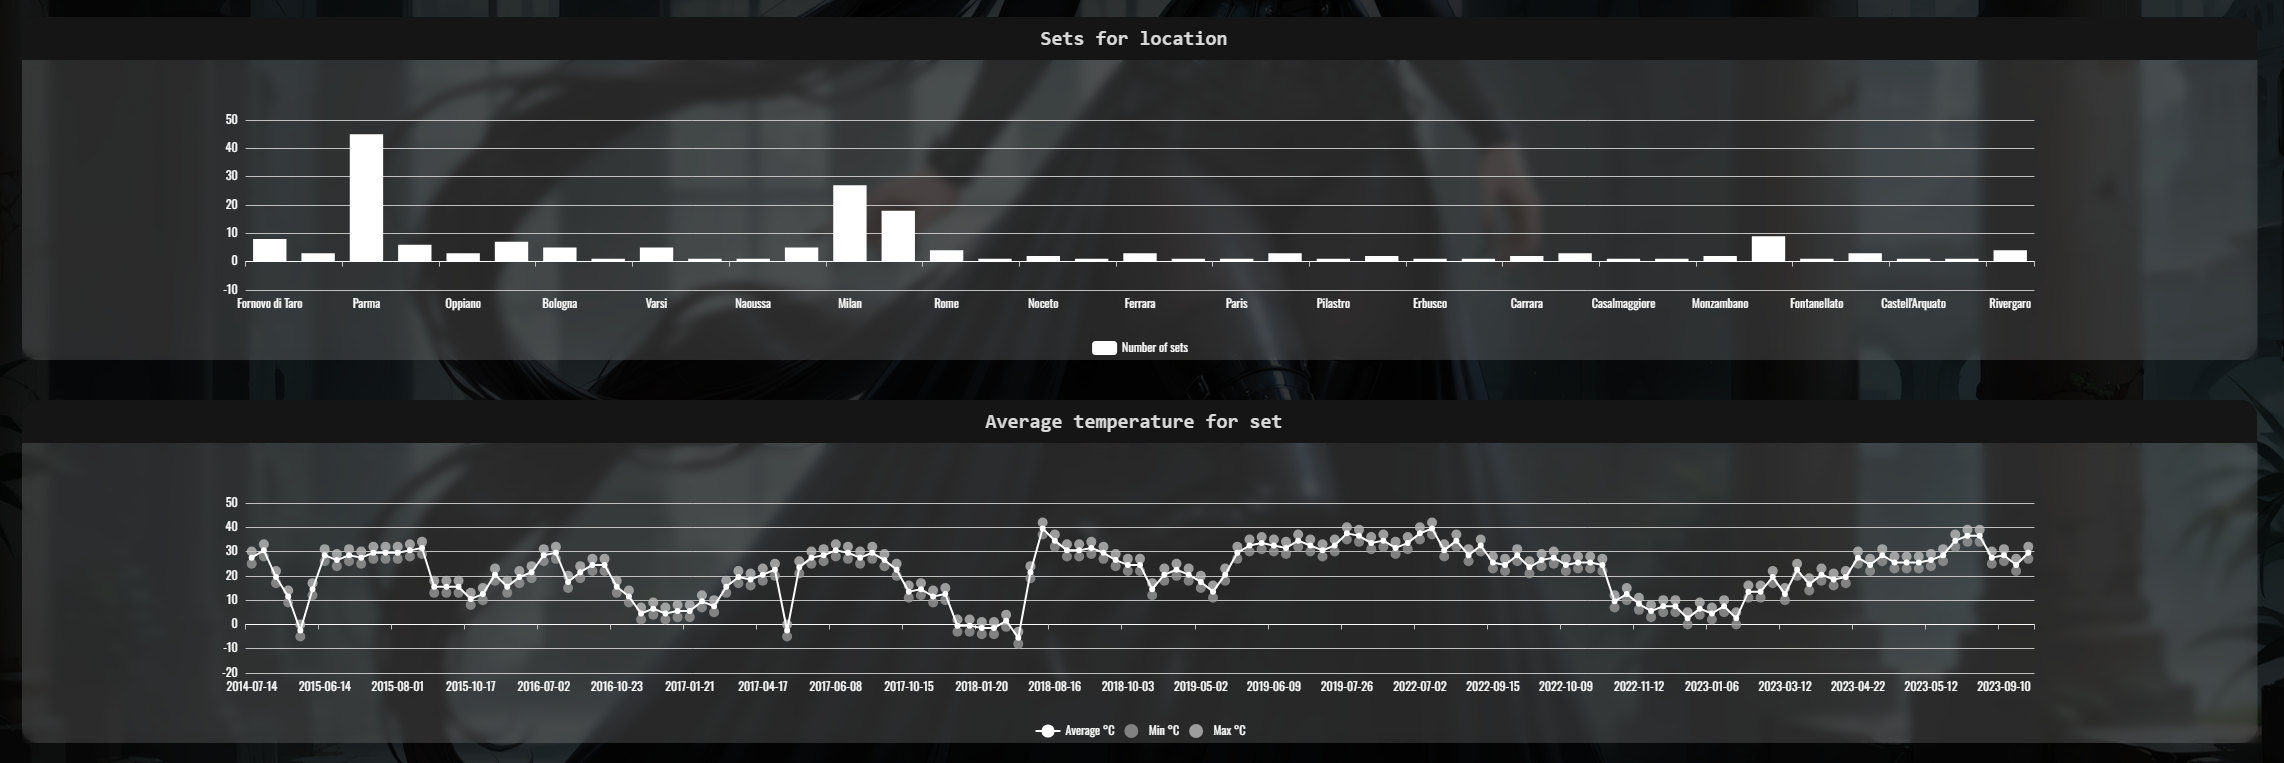 Sets for location
50
40
30
20
10
0
-10
Fornovo di Taro Parma Oppiano Bologna Varsi Naoussa Milan Rome Noceto Ferrara Paris Pilastro Erbusco Carrara Casalmaggiore Monzambano Fontanellato Castell'Arquato Rivergaro
Number of sets
Average temperature for set
50
40
30
20
10
0
-10
-20
2014-07-14 2015-06-14 2015-08-01 2015-10-17 2016-07-02 2016-10-23 2017-01-21 2017-04-17 2017-06-08 2017-10-15 2018-01-20 2018-08-16 2018-10-03 2019-05-02 2019-06-09 2019-07-26 2022-07-02 2022-09-15 2022-10-09 2022-11-12 2023-01-06 2023-03-12 2023-04-22 2023-05-12 2023-09-10
Average °C Min °C Max °C